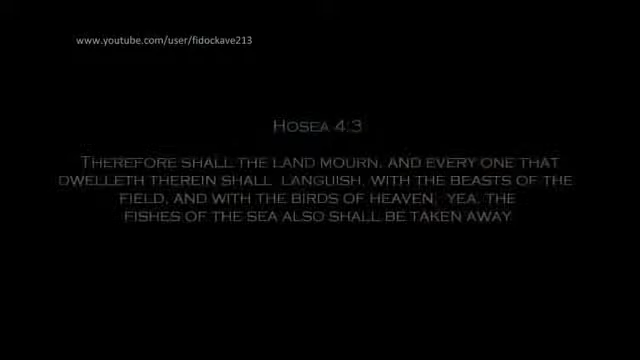 www.youtube.com/user/fidockave213
Hosea 4:3
Therefore shall the land mourn, and every one that
dwelleth therein shall languish, with the beasts of the
field, and with the birds of heaven; yea, the
fishes of the sea also shall be taken away